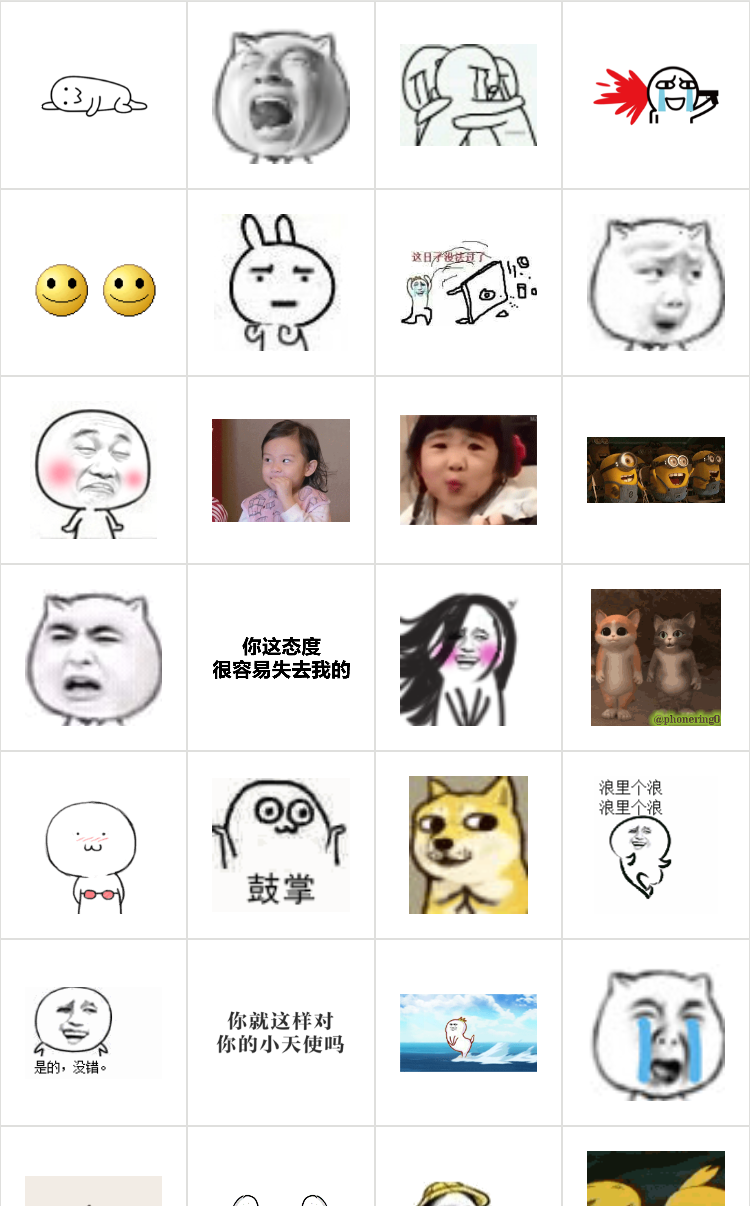 这日子没法过了
你这态度
很容易失去我的
@phonering0
鼓掌
浪里个浪
浪里个浪
是的，没错。
你就这样对
你的小天使吗